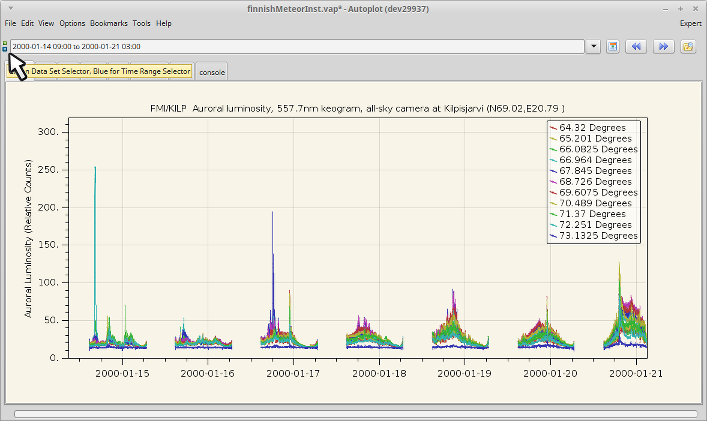 finnishMeteorInst.vap* - Autoplot (dev29937)
File Edit View Options Bookmarks Tools Help Expert
2000-01-14 09:00 to 2000-01-21 03:00
Data Set Selector, Blue for Time Range Selector
console
FMI/KILP Auroral luminosity, 557.7nm keogram, all-sky camera at Kilpisjarvi (N69.02,E20.79 )
Auroral luminosity (Relative Counts)
300.
250.
200.
150.
100.
50.
0.
64.32 Degrees
65.201 Degrees
66.0825 Degrees
66.964 Degrees
67.845 Degrees
68.726 Degrees
69.6075 Degrees
70.489 Degrees
71.37 Degrees
72.251 Degrees
73.1325 Degrees
2000-01-15 2000-01-16 2000-01-17 2000-01-18 2000-01-19 2000-01-20 2000-01-21